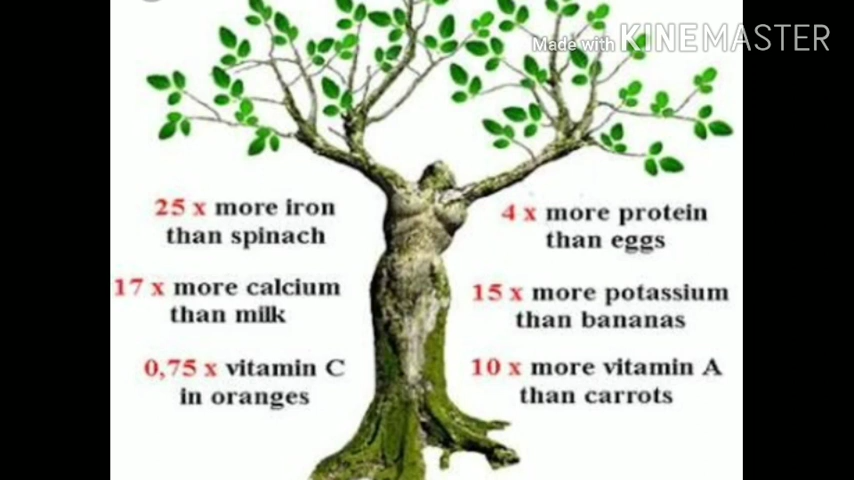 Made with KINEMASTER
25 x more iron
than spinach
4 x more protein
than eggs
17 x more calcium
than milk
15 x more potassium
than bananas
0,75 x vitamin C
in oranges
10 x more vitamin A
than carrots